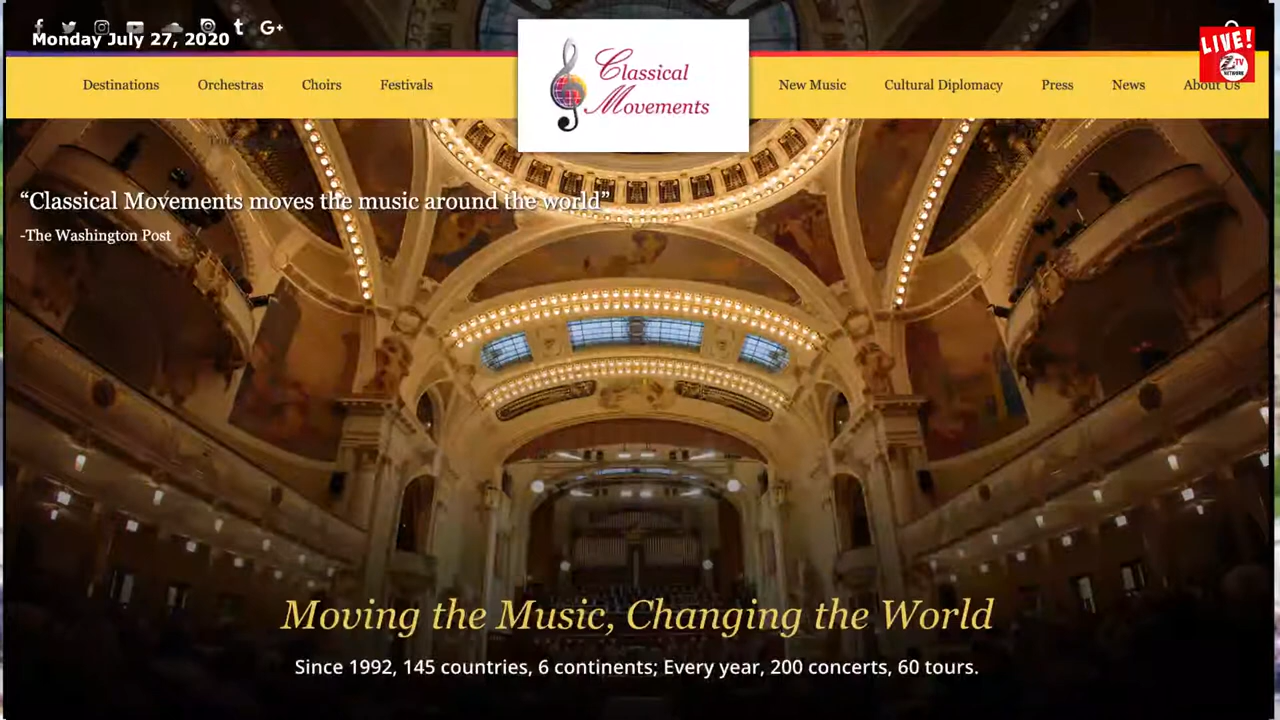 Monday July 27, 2020
LIVE!
TV
NETWORK
Destinations Orchestras Choirs Festivals
Classical
Movements
New Music Cultural Diplomacy Press News About Us
“Classical Movements moves the music around the world”
-The Washington Post
Moving the Music, Changing the World
Since 1992, 145 countries, 6 continents; Every year, 200 concerts, 60 tours.